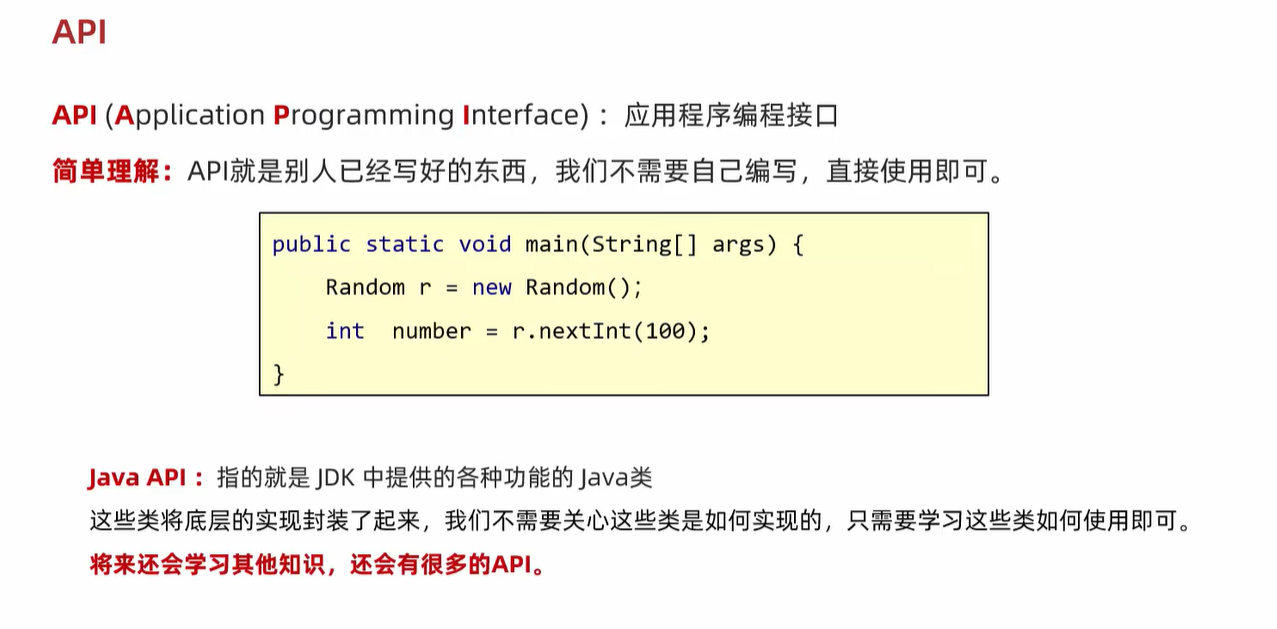 API
API (Application Programming Interface) ：应用程序编程接口
简单理解：API就是别人已经写好的东西，我们不需要自己编写，直接使用即可。
public static void main(String[] args) {
    Random r = new Random();
    int  number = r.nextInt(100);
}
Java API ：指的就是 JDK 中提供的各种功能的 Java类
这些类将底层的实现封装了起来，我们不需要关心这些类是如何实现的，只需要学习这些类如何使用即可。
将来还会学习其他知识，还会有很多的API。